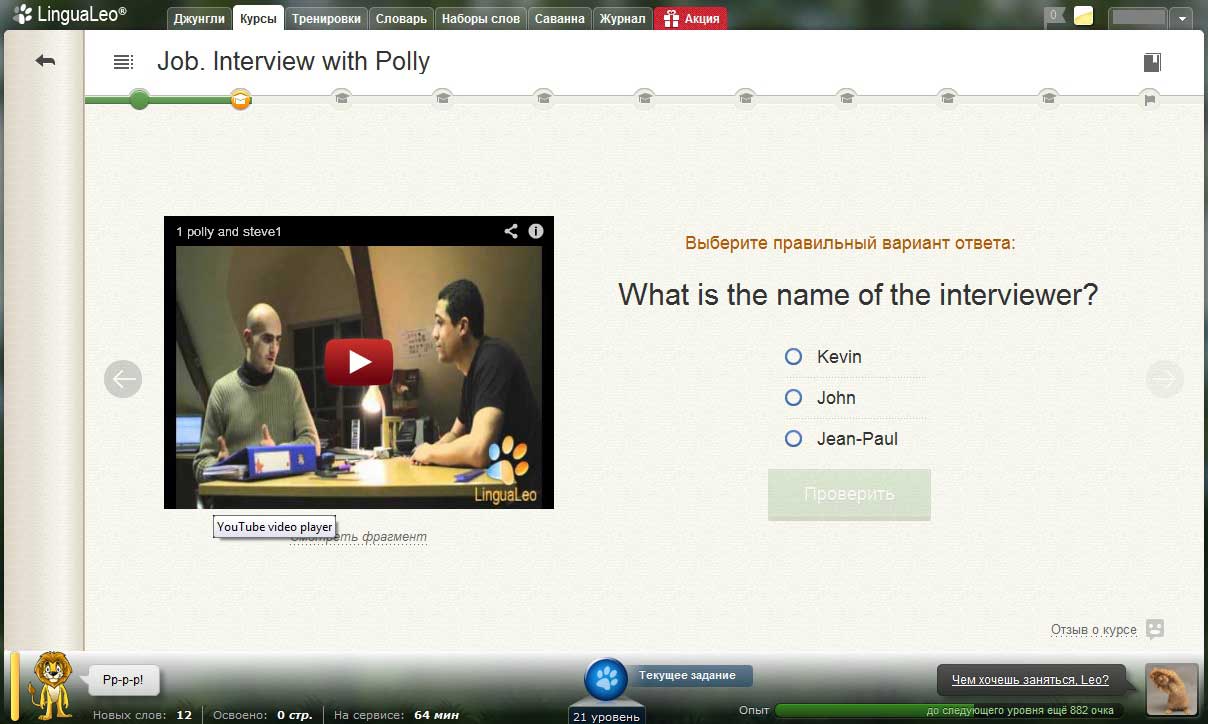 LinguaLeo®
Джунгли
Курсы
Тренировки
Словарь
Наборы слов
Саванна
Журнал
Акция
0
Job. Interview with Polly
1 polly and steve1
LinguaLeo
YouTube video player
Смотреть фрагмент
Выберите правильный вариант ответа:
What is the name of the interviewer?
Kevin
John
Jean-Paul
Проверить
Отзыв о курсе
Рр-р-р!
Текущее задание
Чем хочешь заняться, Leo?
Новых слов: 12
Освоено: 0 стр.
На сервисе: 64 мин
21 уровень
Опыт
до следующего уровня ещё 882 очка